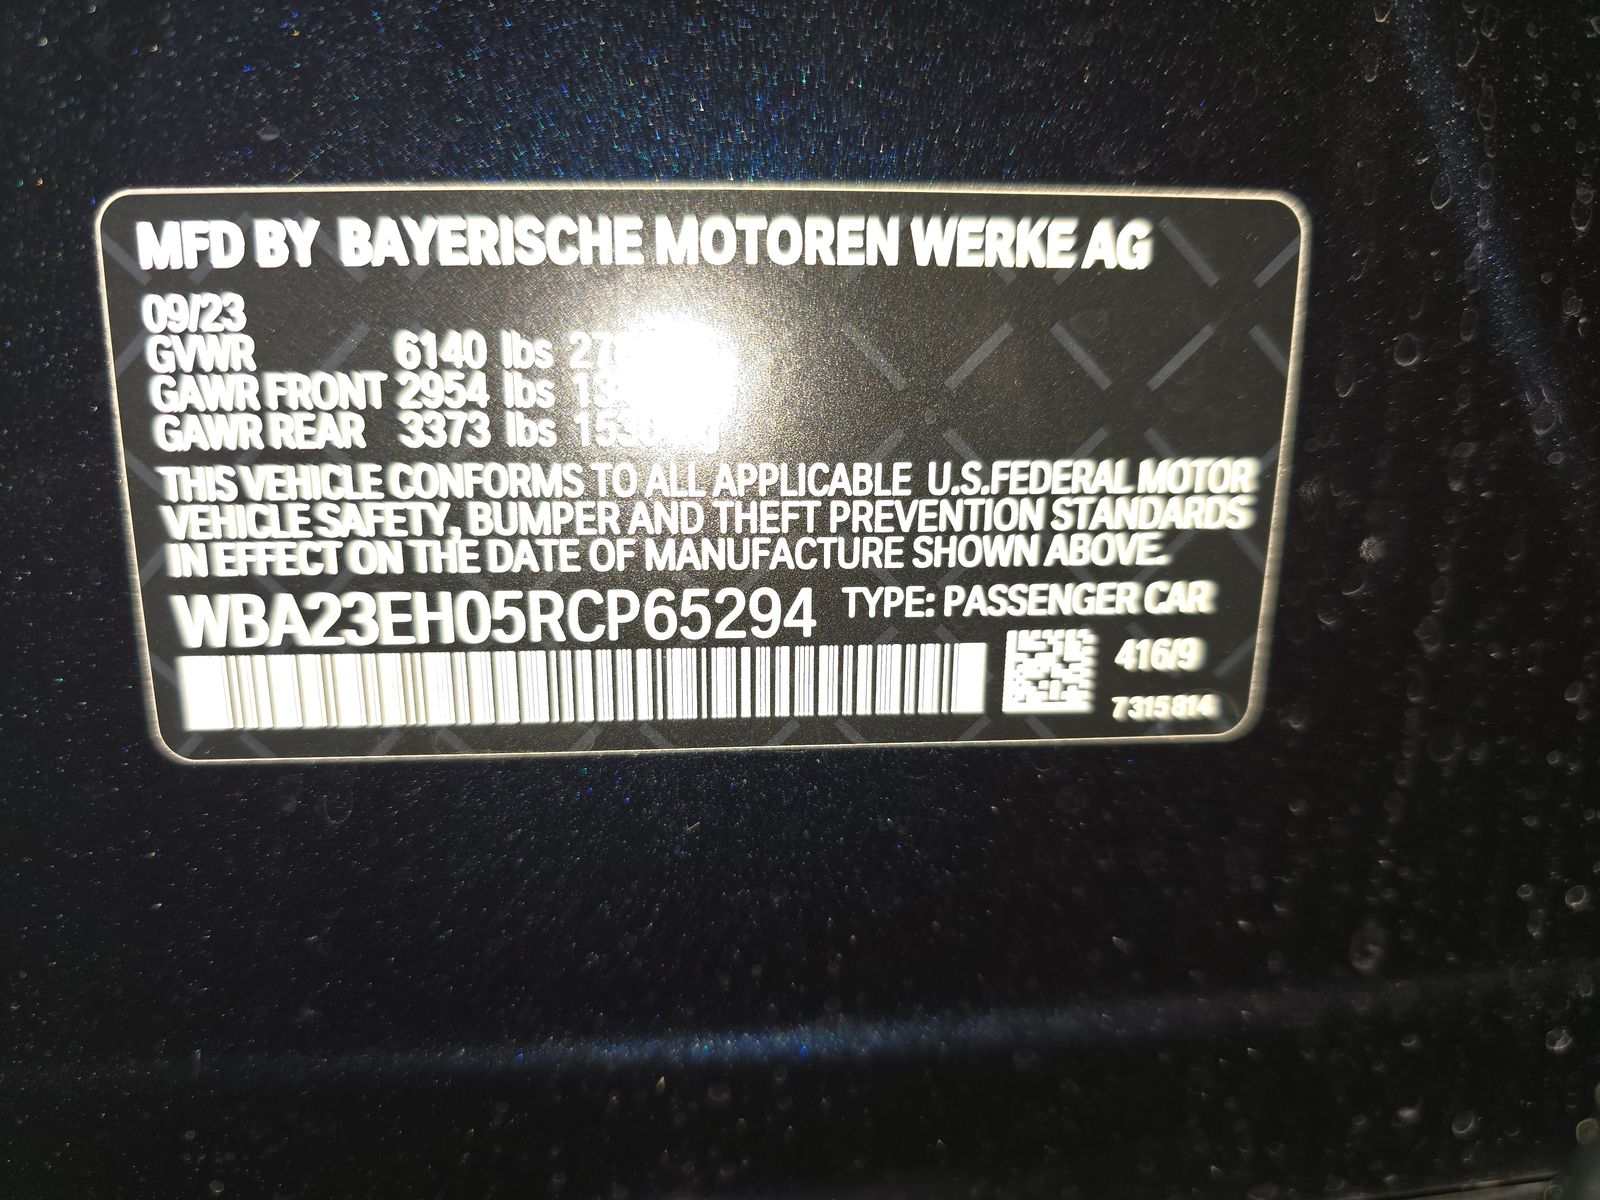 MFD BY BAYERISCHE MOTOREN WERKE AG
09/23
GVWR 6140 lbs
GAWR FRONT 2954 lbs
GAWR REAR 3373 lbs
THIS VEHICLE CONFORMS TO ALL APPLICABLE U.S.FEDERAL MOTOR
VEHICLE SAFETY, BUMPER AND THEFT PREVENTION STANDARDS
IN EFFECT ON THE DATE OF MANUFACTURE SHOWN ABOVE.
WBA23EH05RCP65294 TYPE: PASSENGER CAR
416/9
7315814